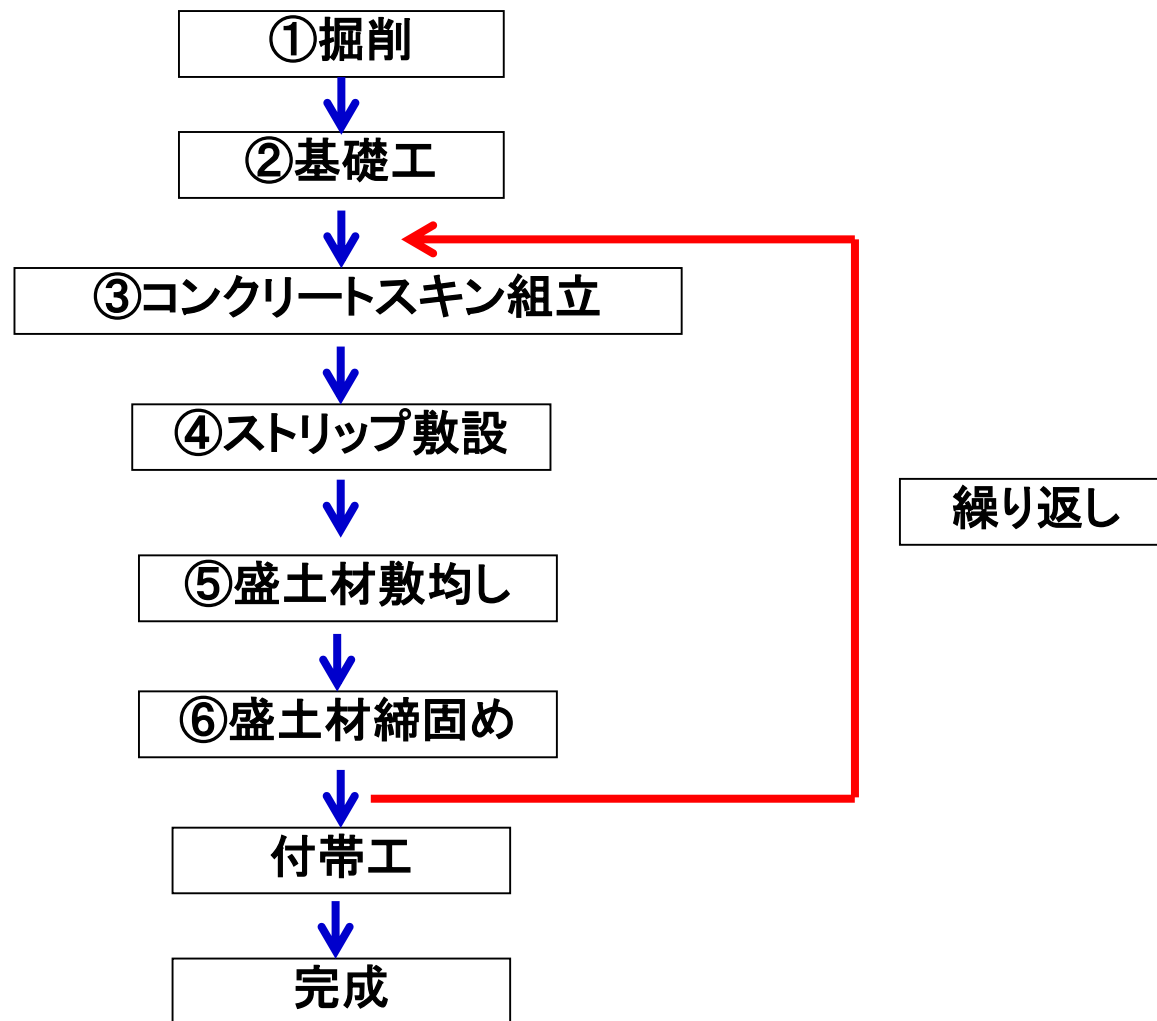 ①掘削
②基礎工
③コンクリートスキン組立
④ストリップ敷設
繰り返し
⑤盛土材敷均し
⑥盛土材締固め
付帯工
完成